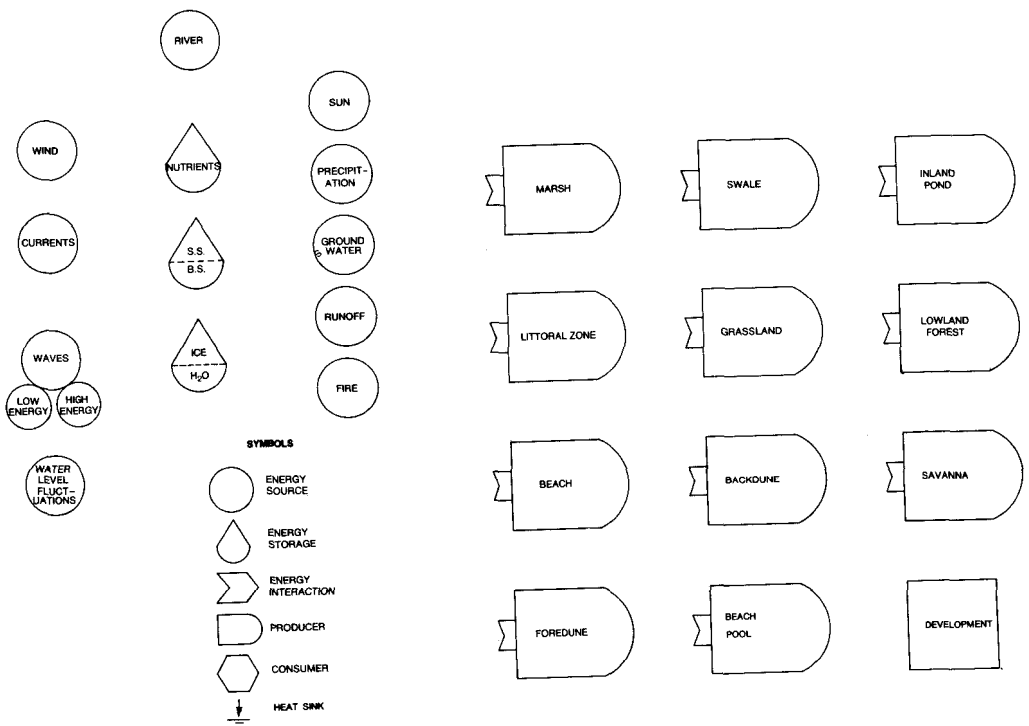 RIVER
SUN
WIND
NUTRIENTS
PRECIPIT-
ATION
CURRENTS
S.S.
B.S.
GROUND
WATER
S
WAVES
LOW
ENERGY
HIGH
ENERGY
ICE
H₂O
RUNOFF
FIRE
WATER
LEVEL
FLUCT-
UATIONS
SYMBOLS
ENERGY
SOURCE
ENERGY
STORAGE
ENERGY
INTERACTION
PRODUCER
CONSUMER
HEAT SINK
MARSH
SWALE
INLAND
POND
LITTORAL ZONE
GRASSLAND
LOWLAND
FOREST
BEACH
BACKDUNE
SAVANNA
FOREDUNE
BEACH
POOL
DEVELOPMENT